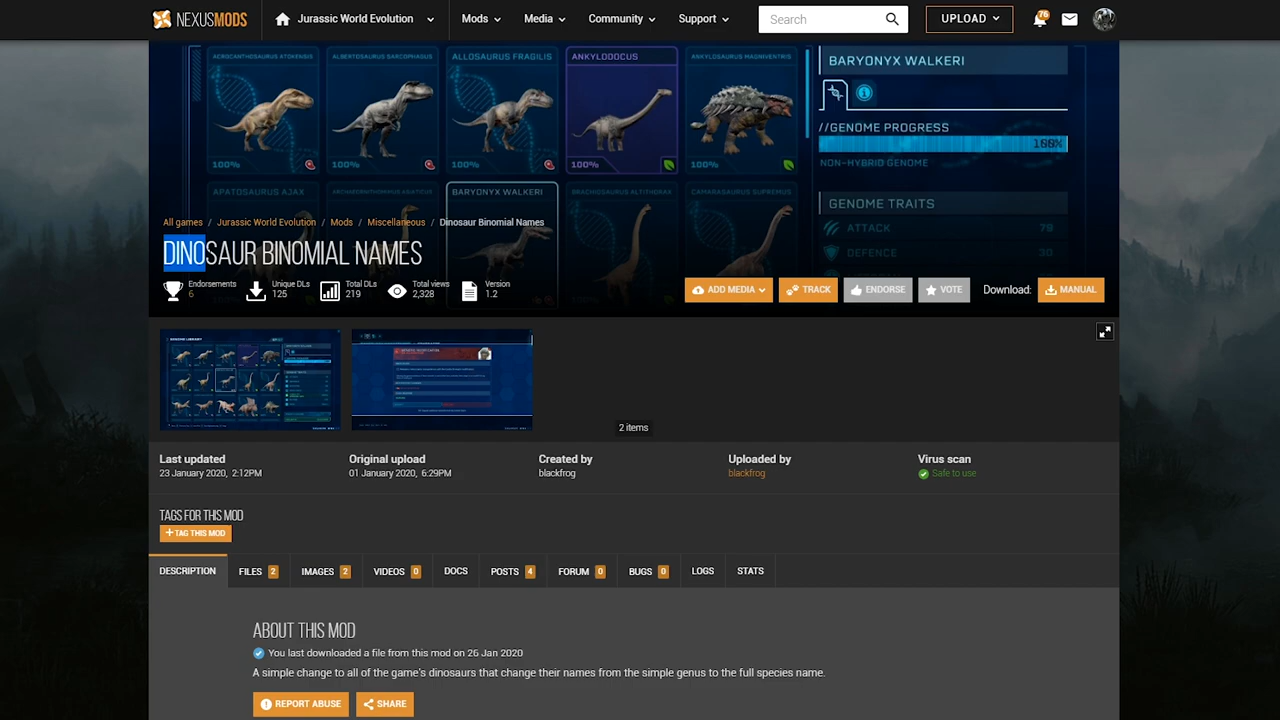 NEXUSMODS
Jurassic World Evolution
Mods
Media
Community
Support
Search
UPLOAD
76
ACROCANTHOSAURUS ATOKENSIS
ALBERTOSAURUS SARCOPHAGUS
ALLOSAURUS FRAGILIS
ANKYLODOCUS
ANKYLOSAURUS MAGNIVENTRIS
BARYONYX WALKERI
//GENOME PROGRESS
100%
100%
100%
100%
100%
NON-HYBRID GENOME
APATOSAURUS AJAX
BARYONYX WALKERI
BRACHIOSAURUS ALTITHORAX
CAMARASAURUS SUPREMUS
GENOME TRAITS
ATTACK 79
DEFENCE 30
All games / Jurassic World Evolution / Mods / Miscellaneous / Dinosaur Binomial Names
DINOSAUR BINOMIAL NAMES
Endorsements
6
Unique DLs
125
Total DLs
219
Total views
2,328
Version
1.2
ADD MEDIA
TRACK
ENDORSE
VOTE
Download:
MANUAL
2 items
Last updated
23 January 2020, 2:12PM
Original upload
01 January 2020, 6:29PM
Created by
blackfrog
Uploaded by
blackfrog
Virus scan
Safe to use
TAGS FOR THIS MOD
+ TAG THIS MOD
DESCRIPTION
FILES 2
IMAGES 2
VIDEOS 0
DOCS
POSTS 4
FORUM 0
BUGS 0
LOGS
STATS
ABOUT THIS MOD
You last downloaded a file from this mod on 26 Jan 2020
A simple change to all of the game's dinosaurs that change their names from the simple genus to the full species name.
REPORT ABUSE
SHARE